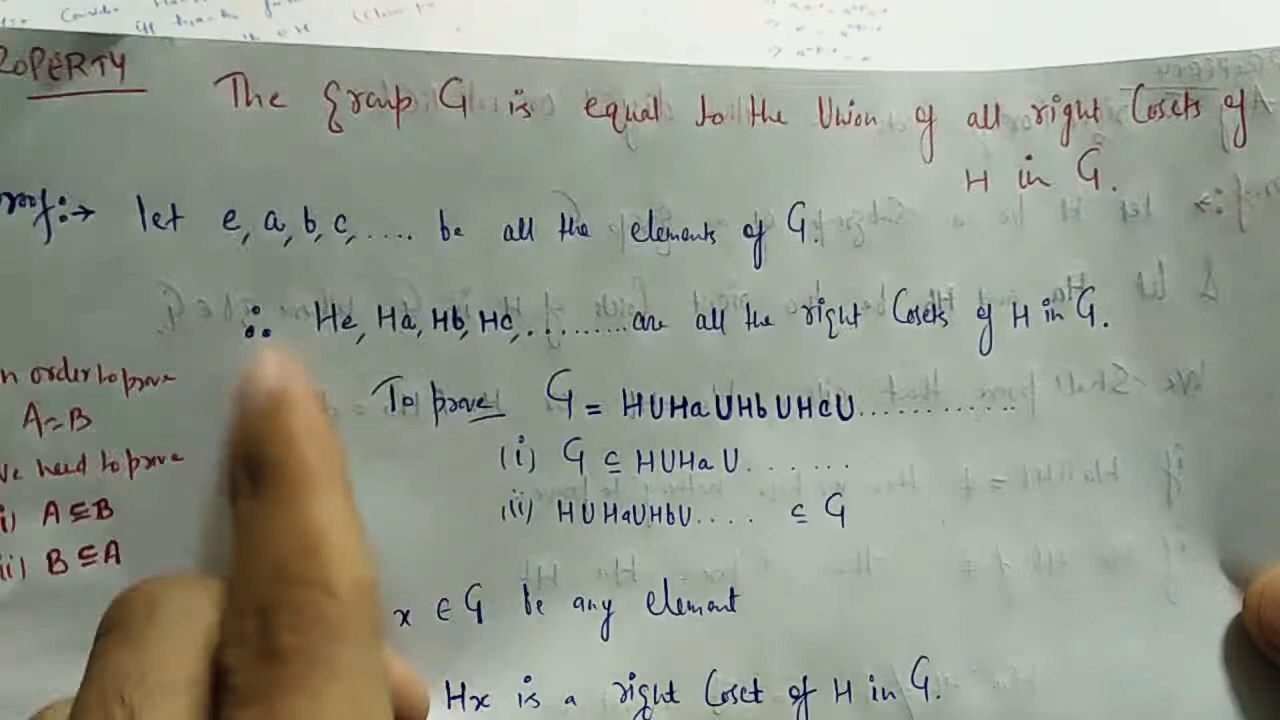 The group G is equal to the Union of all right Cosets of
H in G.
let e, a, b, c, .... be all the elements of G.
∴ He, Ha, Hb, Hc, ......... are all the right Cosets of H in G.
In order to prove
A=B
To prove G = HUHaUHbUHcU............
We need to prove
(i) G ⊆ HUHaU......
i) A⊆B
(ii) HUHaUHbU.... ⊆ G
ii) B⊆A
x ∈ G be any element
Hx is a right Coset of H in G.